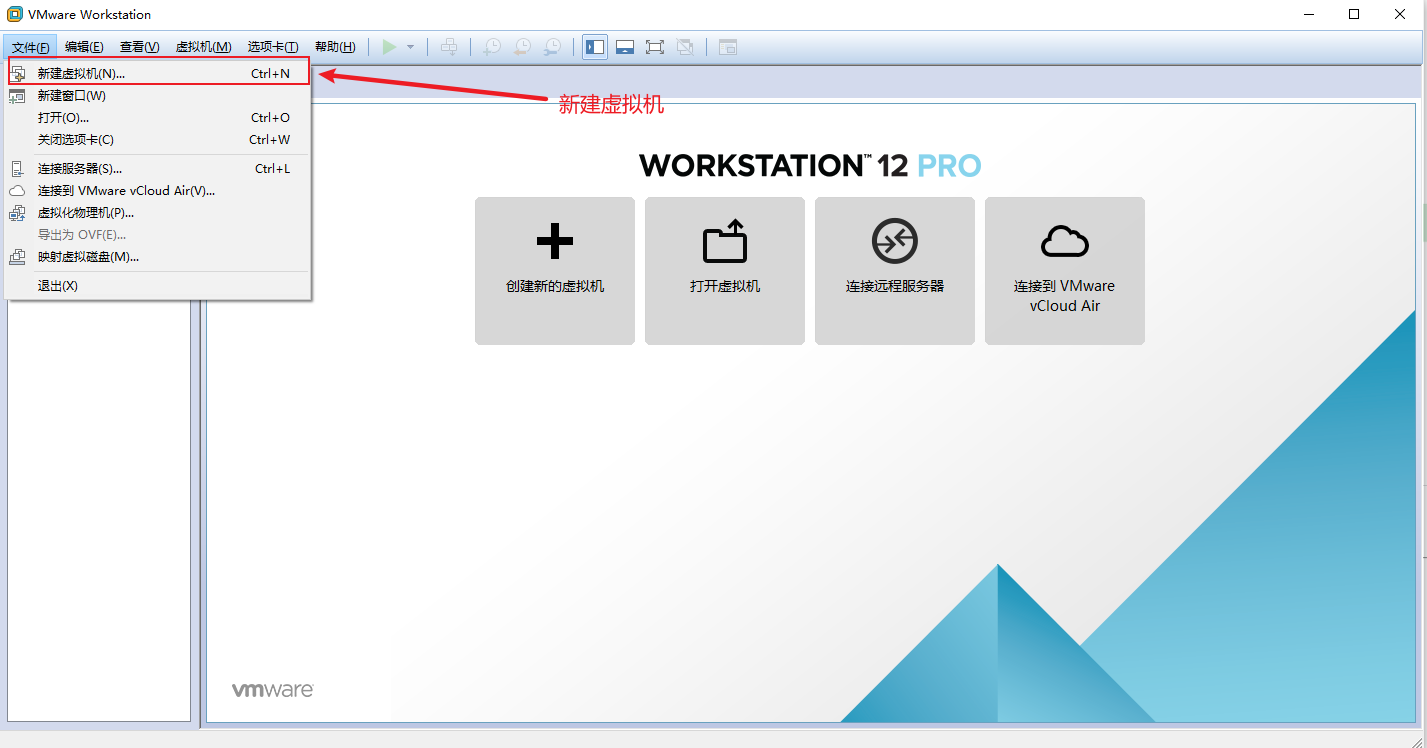 VMware Workstation
文件(F) 编辑(E) 查看(V) 虚拟机(M) 选项卡(T) 帮助(H)
新建虚拟机(N)... Ctrl+N
新建窗口(W)
打开(O)... Ctrl+O
关闭选项卡(C) Ctrl+W
连接服务器(S)... Ctrl+L
连接到 VMware vCloud Air(V)...
虚拟化物理机(P)...
导出为 OVF(E)...
映射虚拟磁盘(M)...
退出(X)
新建虚拟机
WORKSTATION™ 12 PRO
创建新的虚拟机
打开虚拟机
连接远程服务器
连接到 VMware
vCloud Air
vmware